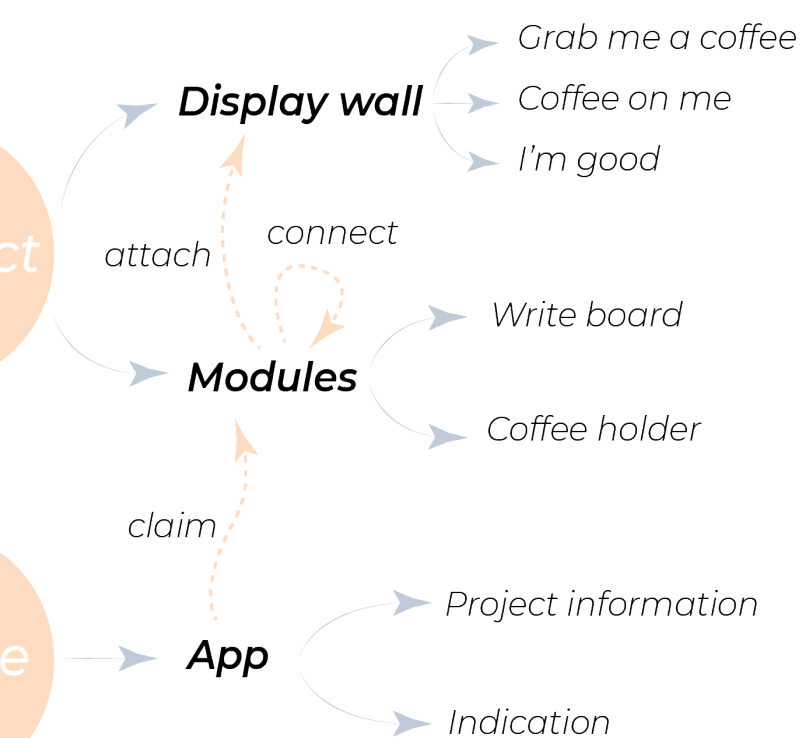 Grab me a coffee
Display wall
Coffee on me
I'm good
connect
attach
ct
Write board
Modules
Coffee holder
claim
Project information
App
e
Indication